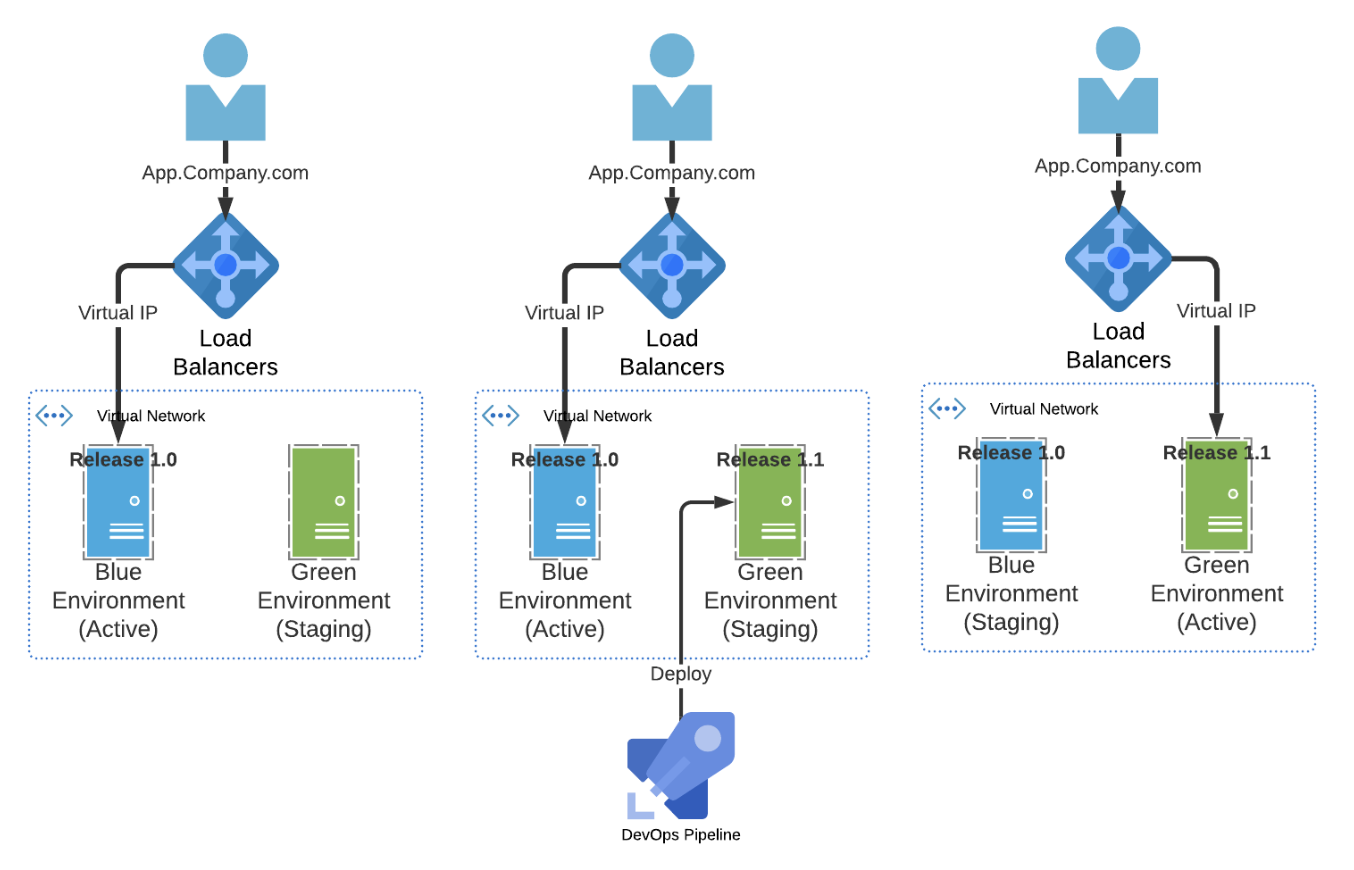 App.Company.com
Virtual IP
Load
Balancers
Virtual Network
Release 1.0
Blue
Environment
(Active)
Green
Environment
(Staging)
App.Company.com
Virtual IP
Load
Balancers
Virtual Network
Release 1.0
Release 1.1
Blue
Environment
(Active)
Green
Environment
(Staging)
Deploy
DevOps Pipeline
App.Company.com
Virtual IP
Load
Balancers
Virtual Network
Release 1.0
Release 1.1
Blue
Environment
(Staging)
Green
Environment
(Active)